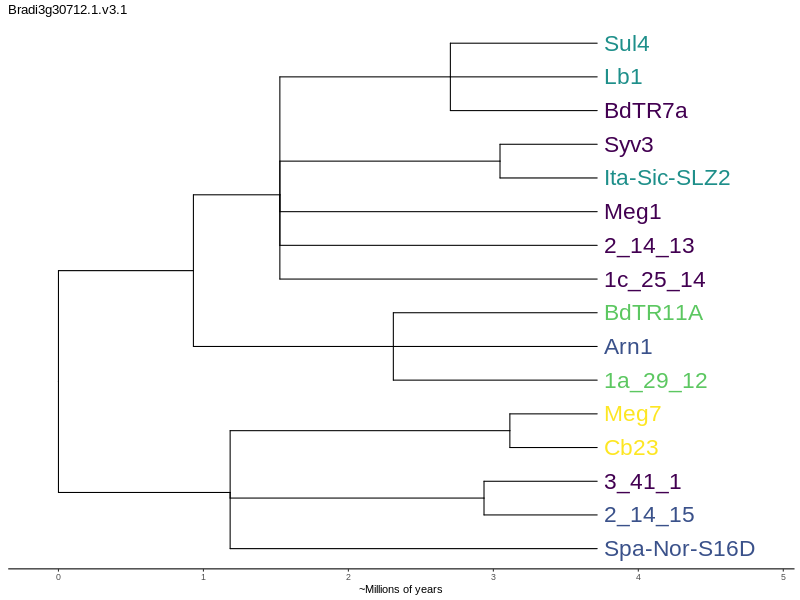 Bradi3g30712.1.v3.1
Sul4
Lb1
BdTR7a
Syv3
Ita-Sic-SLZ2
Meg1
2_14_13
1c_25_14
BdTR11A
Arn1
1a_29_12
Meg7
Cb23
3_41_1
2_14_15
Spa-Nor-S16D
0 1 2 3 4 5
~Millions of years